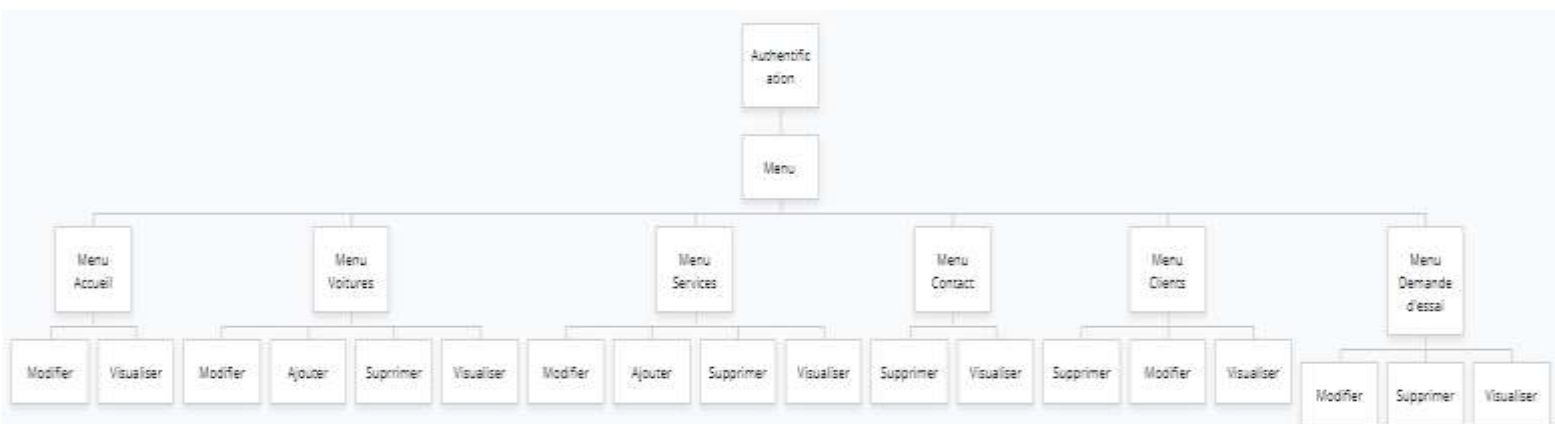 Authentific
ation
Menu
Menu
Accueil
Menu
Voitures
Menu
Services
Menu
Contact
Menu
Clients
Menu
Demande
d'essai
Modifier
Visualiser
Modifier
Ajouter
Suprrimer
Visualiser
Modifier
Ajouter
Supprimer
Visualiser
Supprimer
Visualiser
Supprimer
Modifier
Visualiser
Modifier
Supprimer
Visualiser